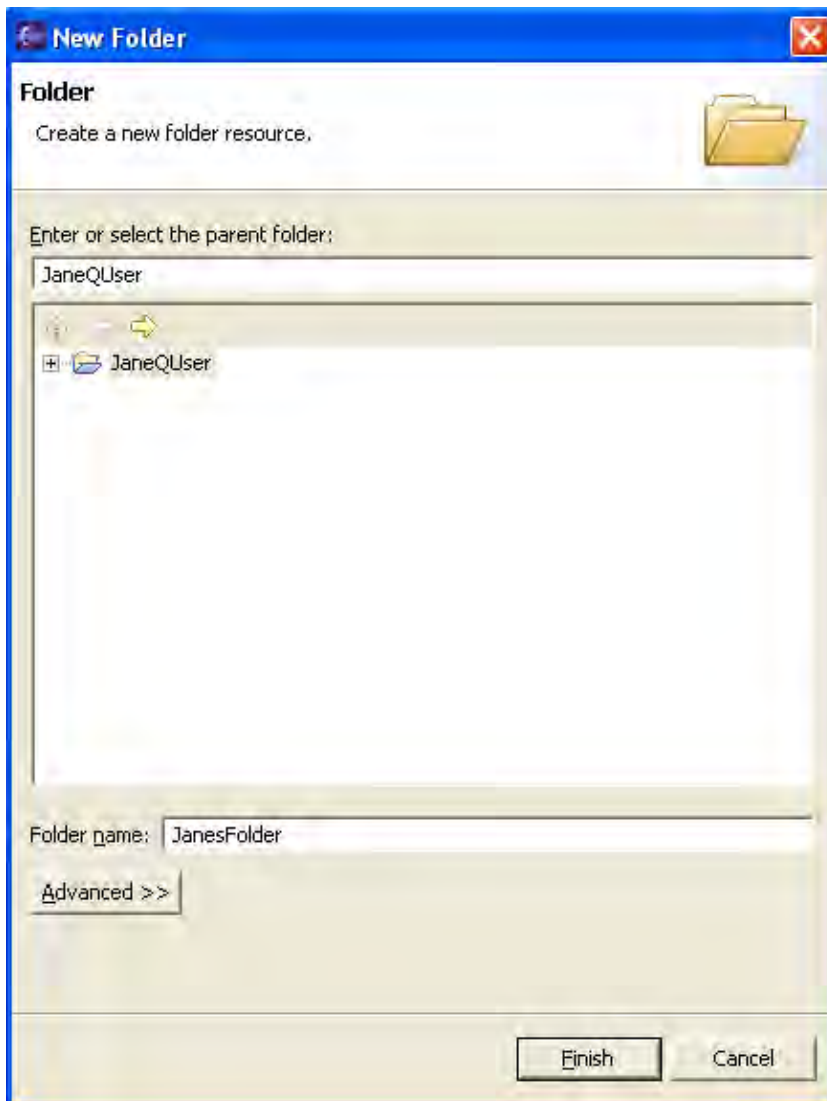 New Folder
Folder
Create a new folder resource.
Enter or select the parent folder:
JaneQUser
JaneQUser
Folder name: JanesFolder
Advanced >>
Finish Cancel